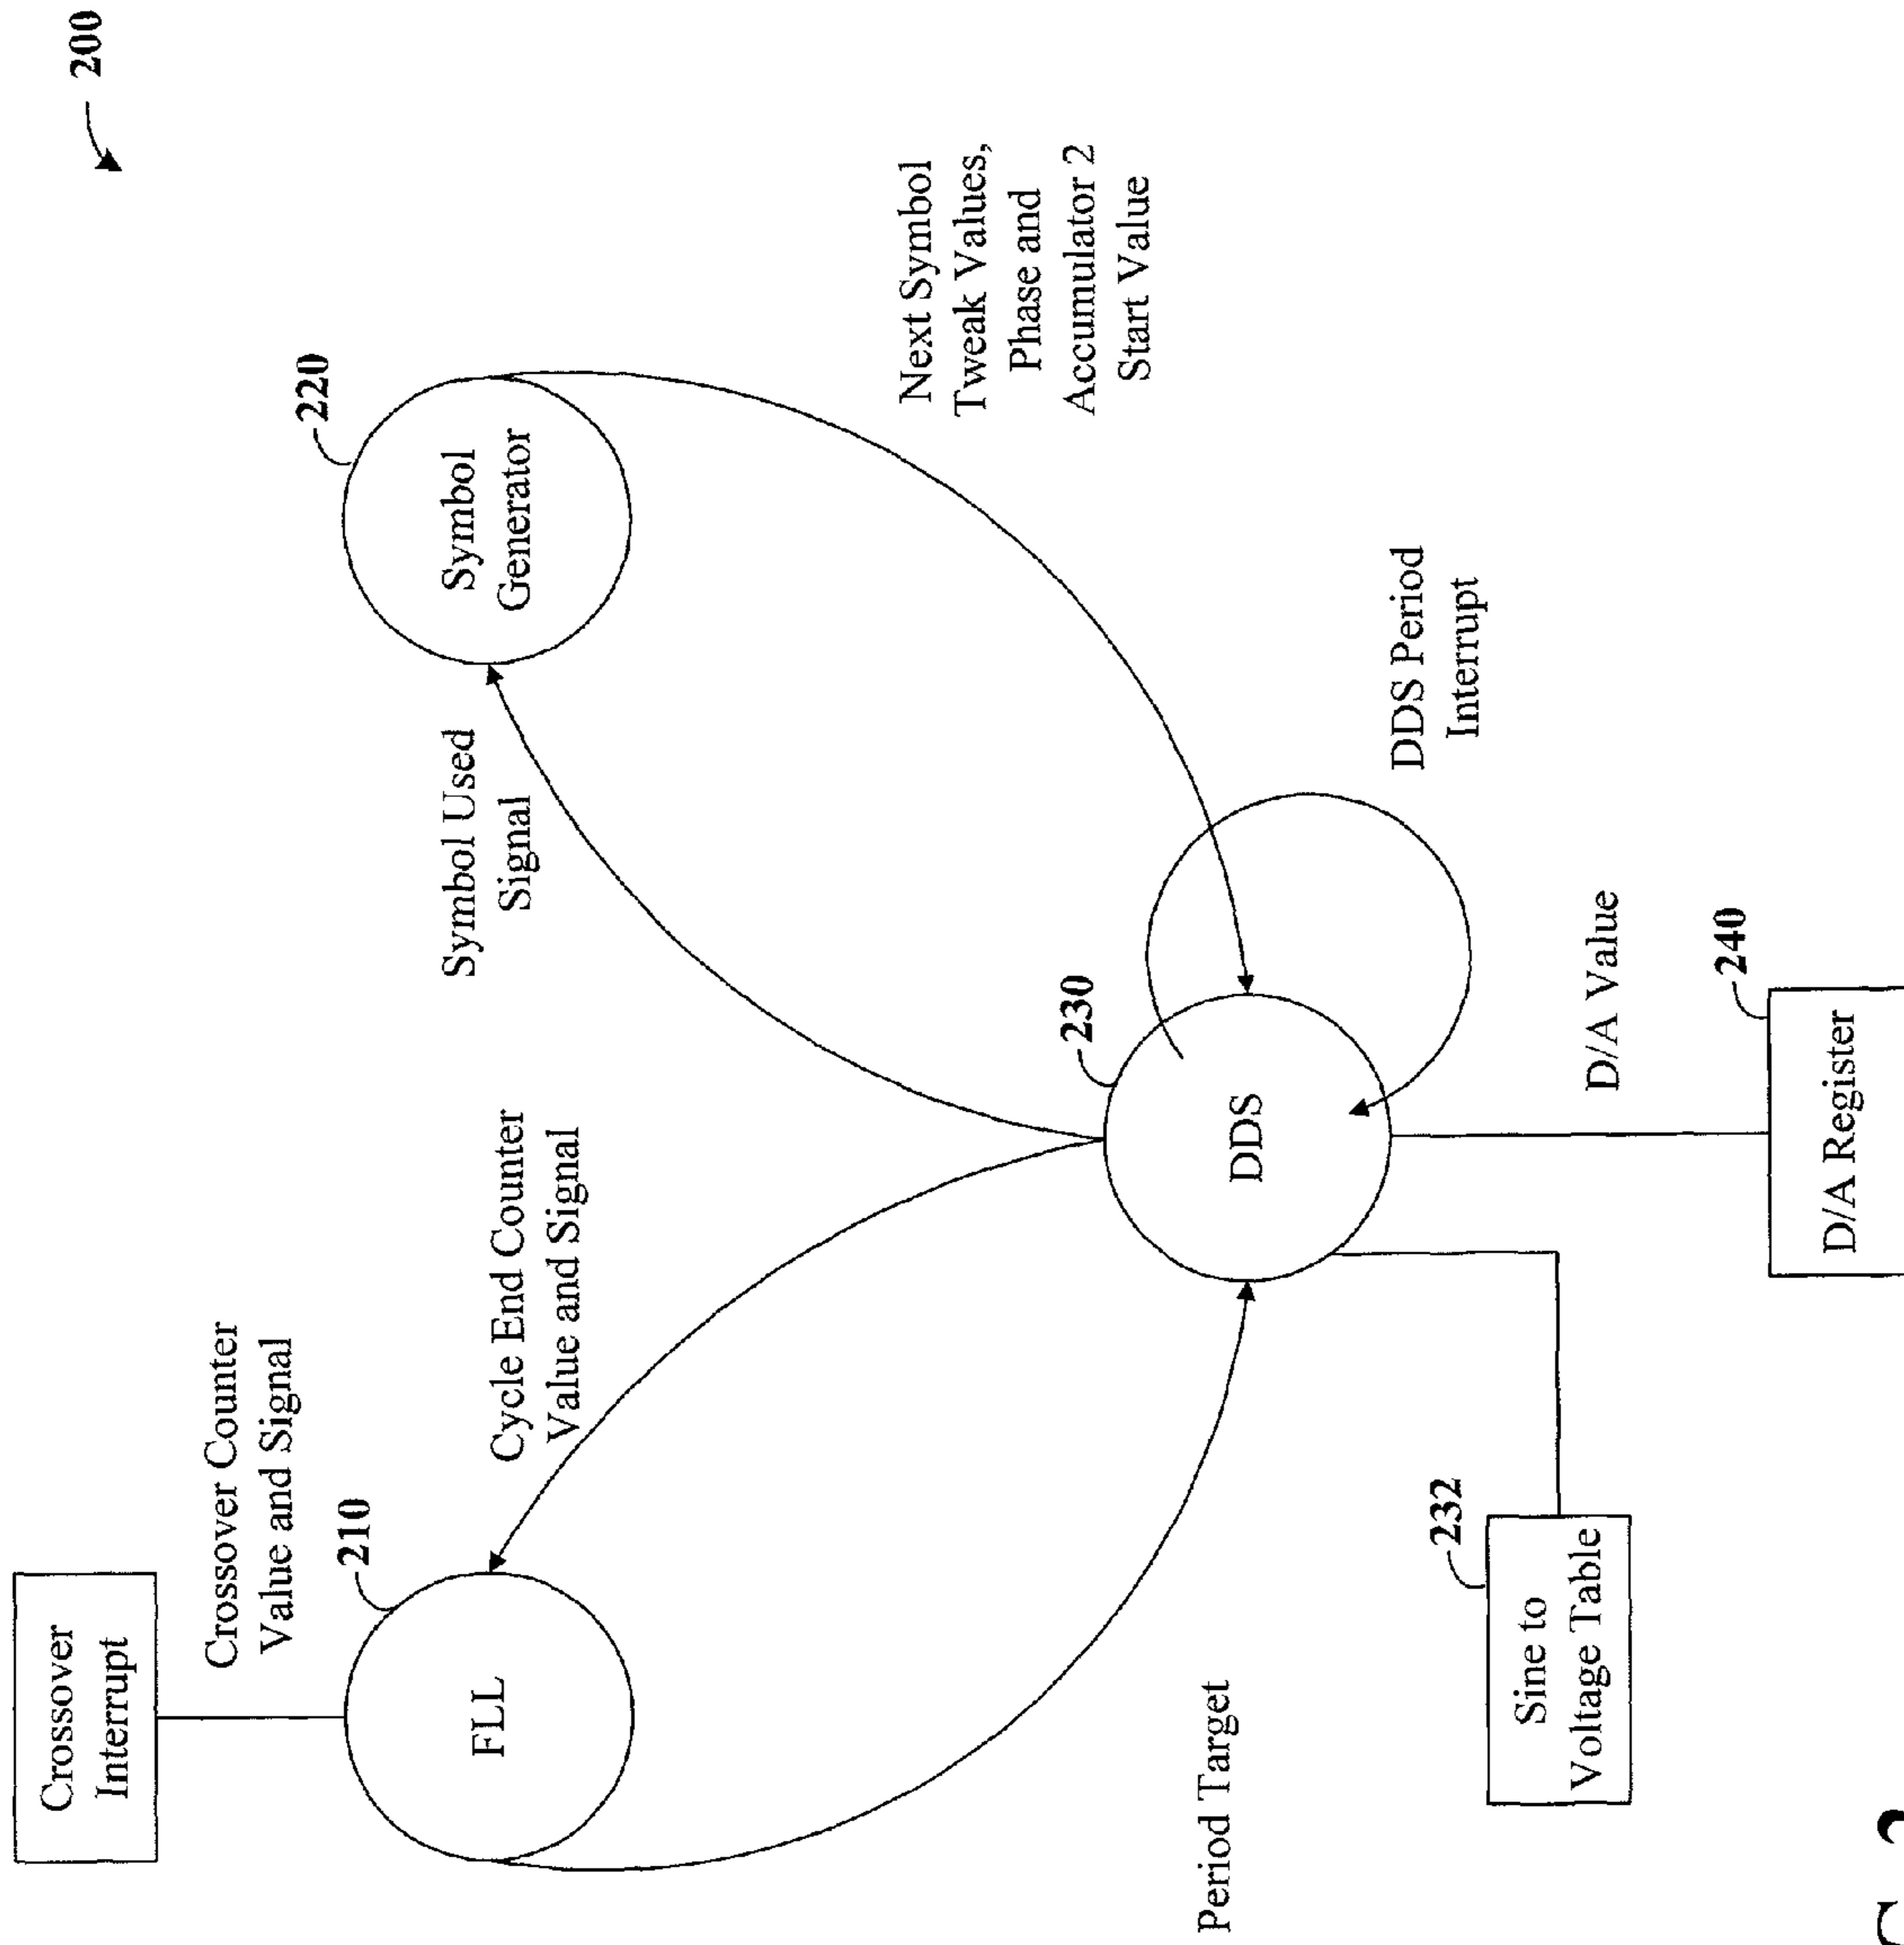 200
Crossover
Interrupt
Crossover Counter
Value and Signal
210
FLL
220
Symbol
Generator
Symbol Used
Signal
Cycle End Counter
Value and Signal
Next Symbol
Tweak Values,
Phase and
Accumulator 2
Start Value
Period Target
230
DDS
DDS Period
Interrupt
232
Sine to
Voltage Table
D/A Value
240
D/A Register